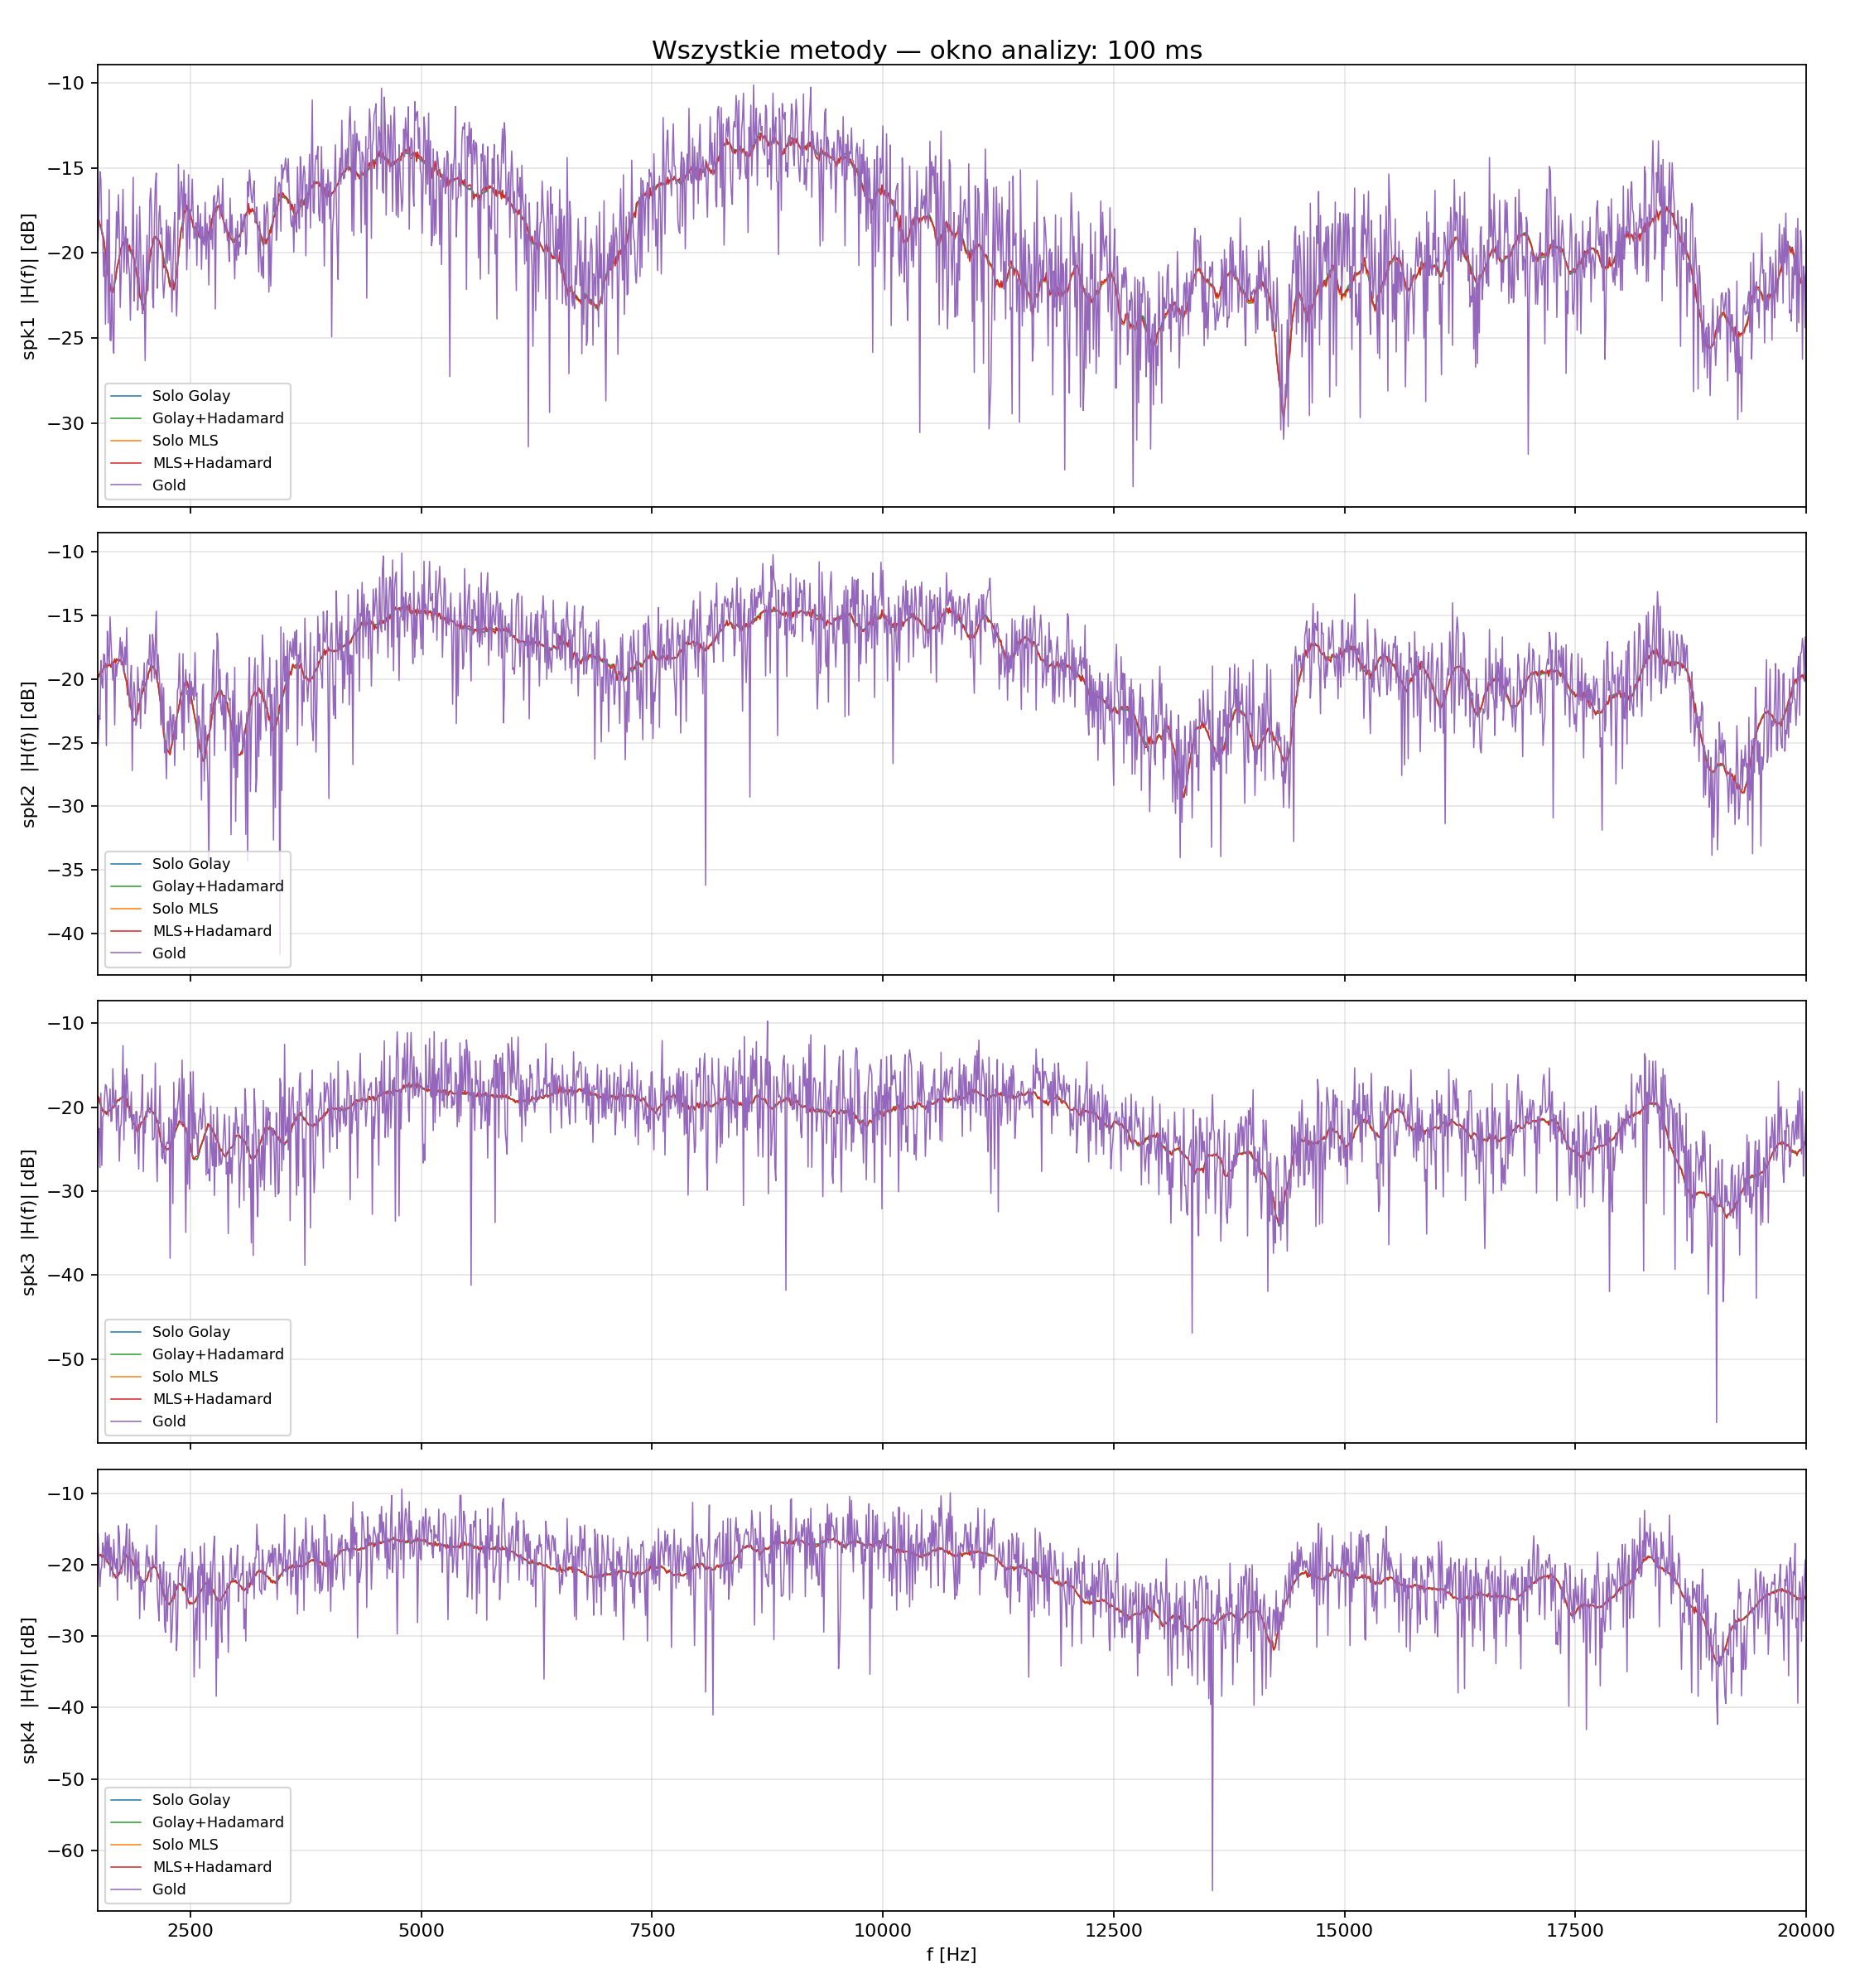 Wszystkie metody — okno analizy: 100 ms
−10
−15
−20
−25
−30
spk1 |H(f)| [dB]
Solo Golay
Golay+Hadamard
Solo MLS
MLS+Hadamard
Gold
−10
−15
−20
−25
−30
−35
−40
spk2 |H(f)| [dB]
Solo Golay
Golay+Hadamard
Solo MLS
MLS+Hadamard
Gold
−10
−20
−30
−40
−50
spk3 |H(f)| [dB]
Solo Golay
Golay+Hadamard
Solo MLS
MLS+Hadamard
Gold
−10
−20
−30
−40
−50
−60
spk4 |H(f)| [dB]
Solo Golay
Golay+Hadamard
Solo MLS
MLS+Hadamard
Gold
2500 5000 7500 10000 12500 15000 17500 20000
f [Hz]